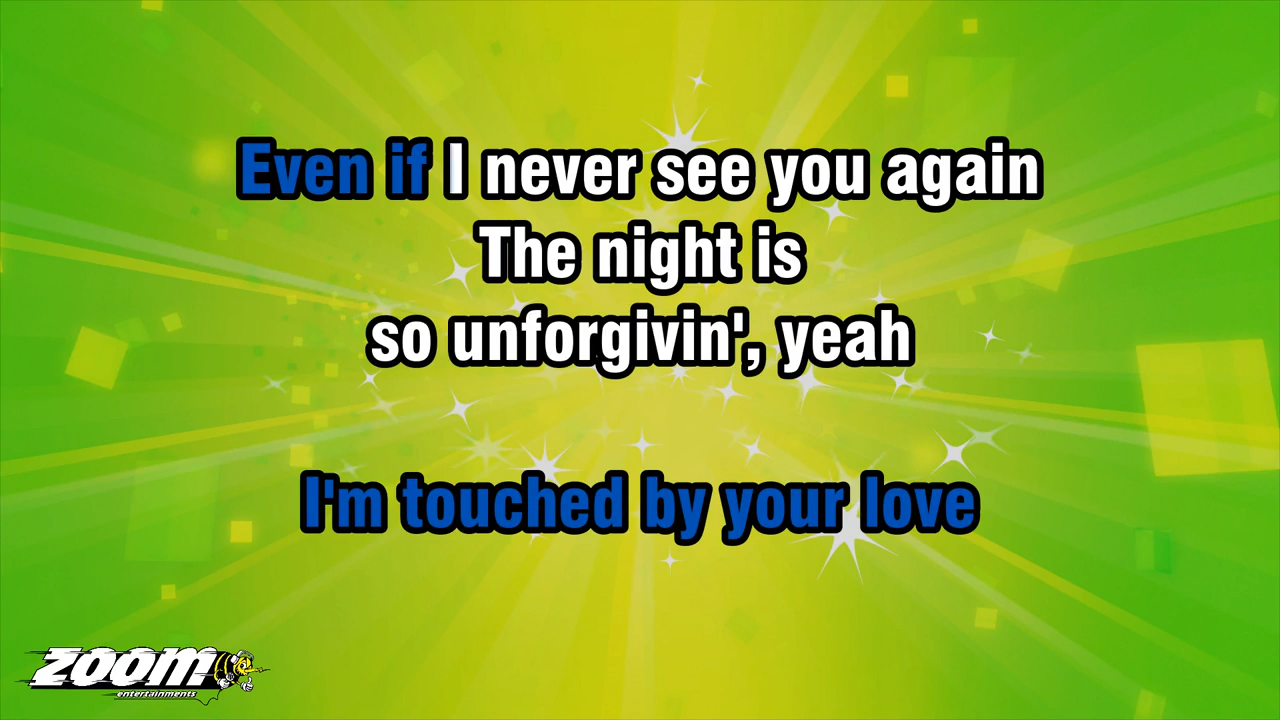 Even if I never see you again
The night is
so unforgivin', yeah
I'm touched by your love
zoom
entertainments